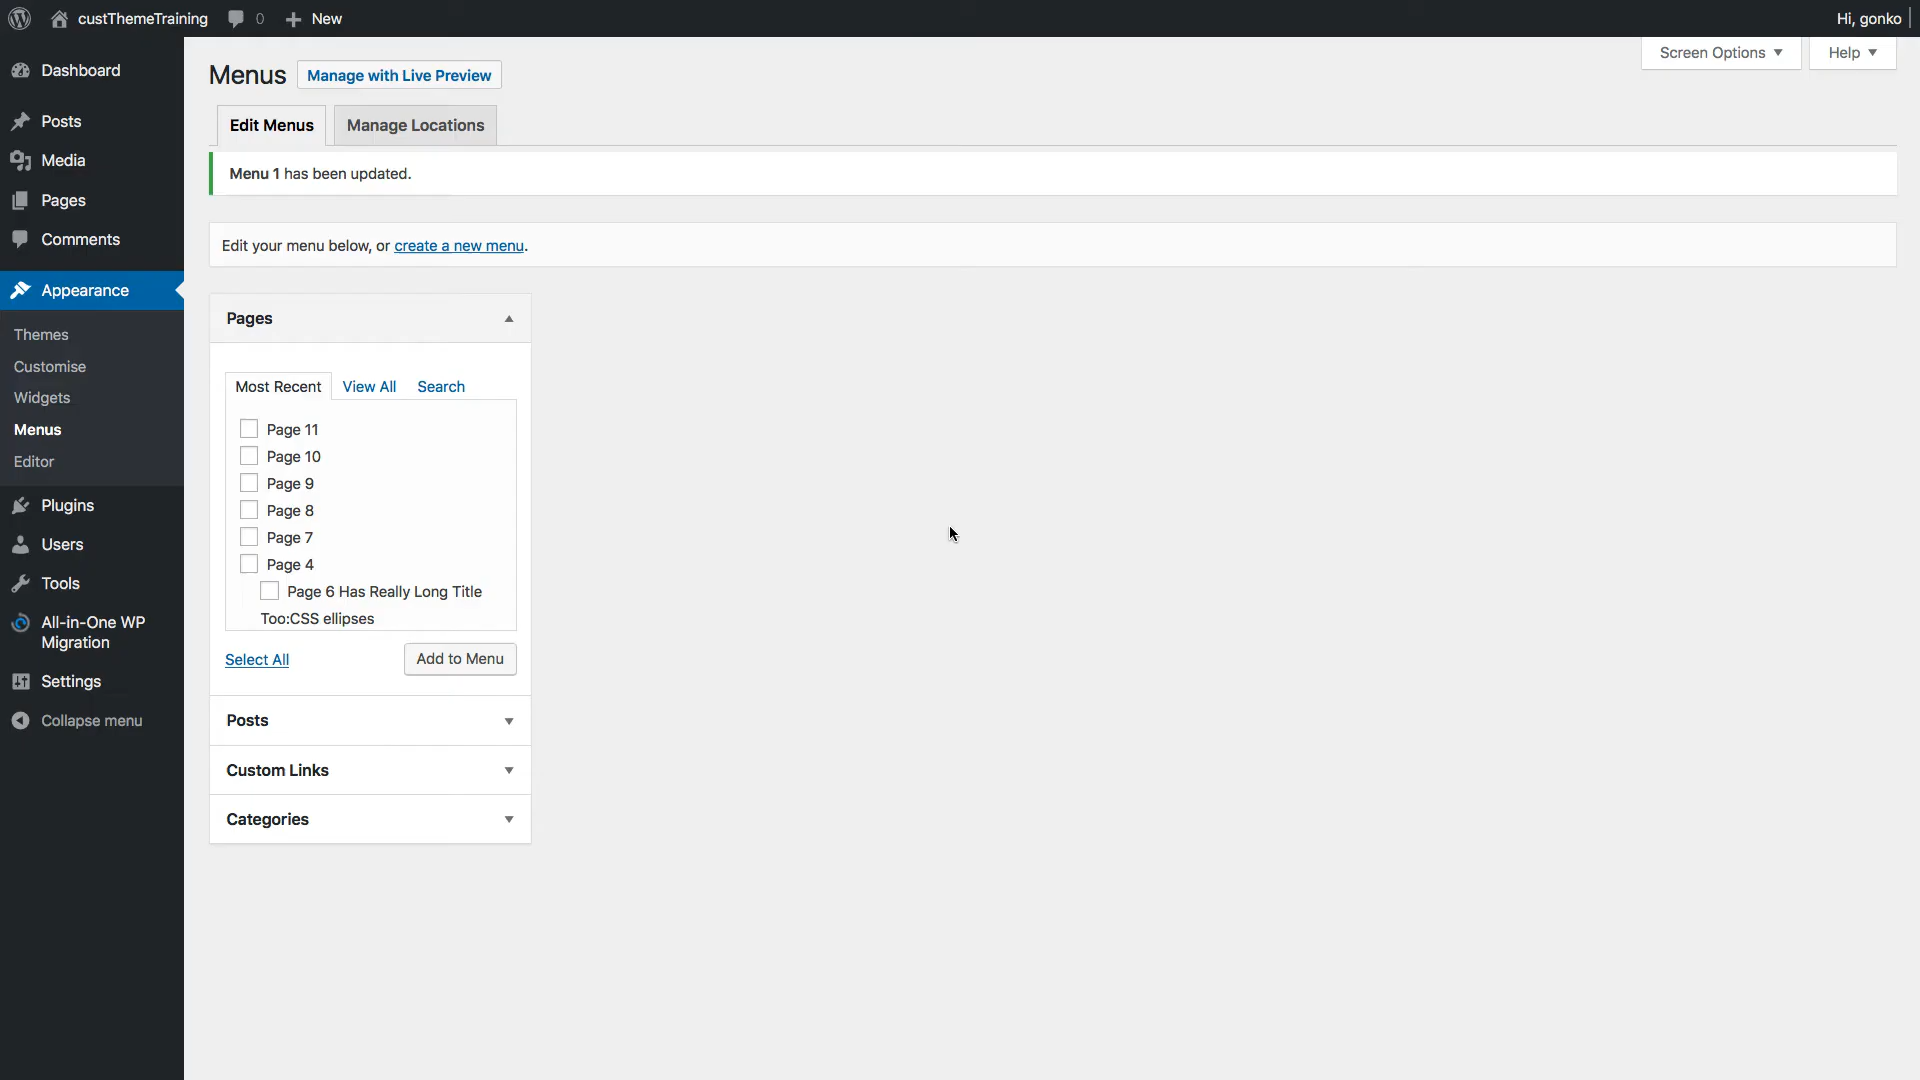 custThemeTraining 0 New Hi, gonko
Screen Options Help
Dashboard
Posts
Media
Pages
Comments
Appearance
Themes
Customise
Widgets
Menus
Editor
Plugins
Users
Tools
All-in-One WP
Migration
Settings
Collapse menu
Menus Manage with Live Preview
Edit Menus Manage Locations
Menu 1 has been updated.
Edit your menu below, or create a new menu.
Pages
Most Recent View All Search
Page 11
Page 10
Page 9
Page 8
Page 7
Page 4
Page 6 Has Really Long Title
Too:CSS ellipses
Select All Add to Menu
Posts
Custom Links
Categories